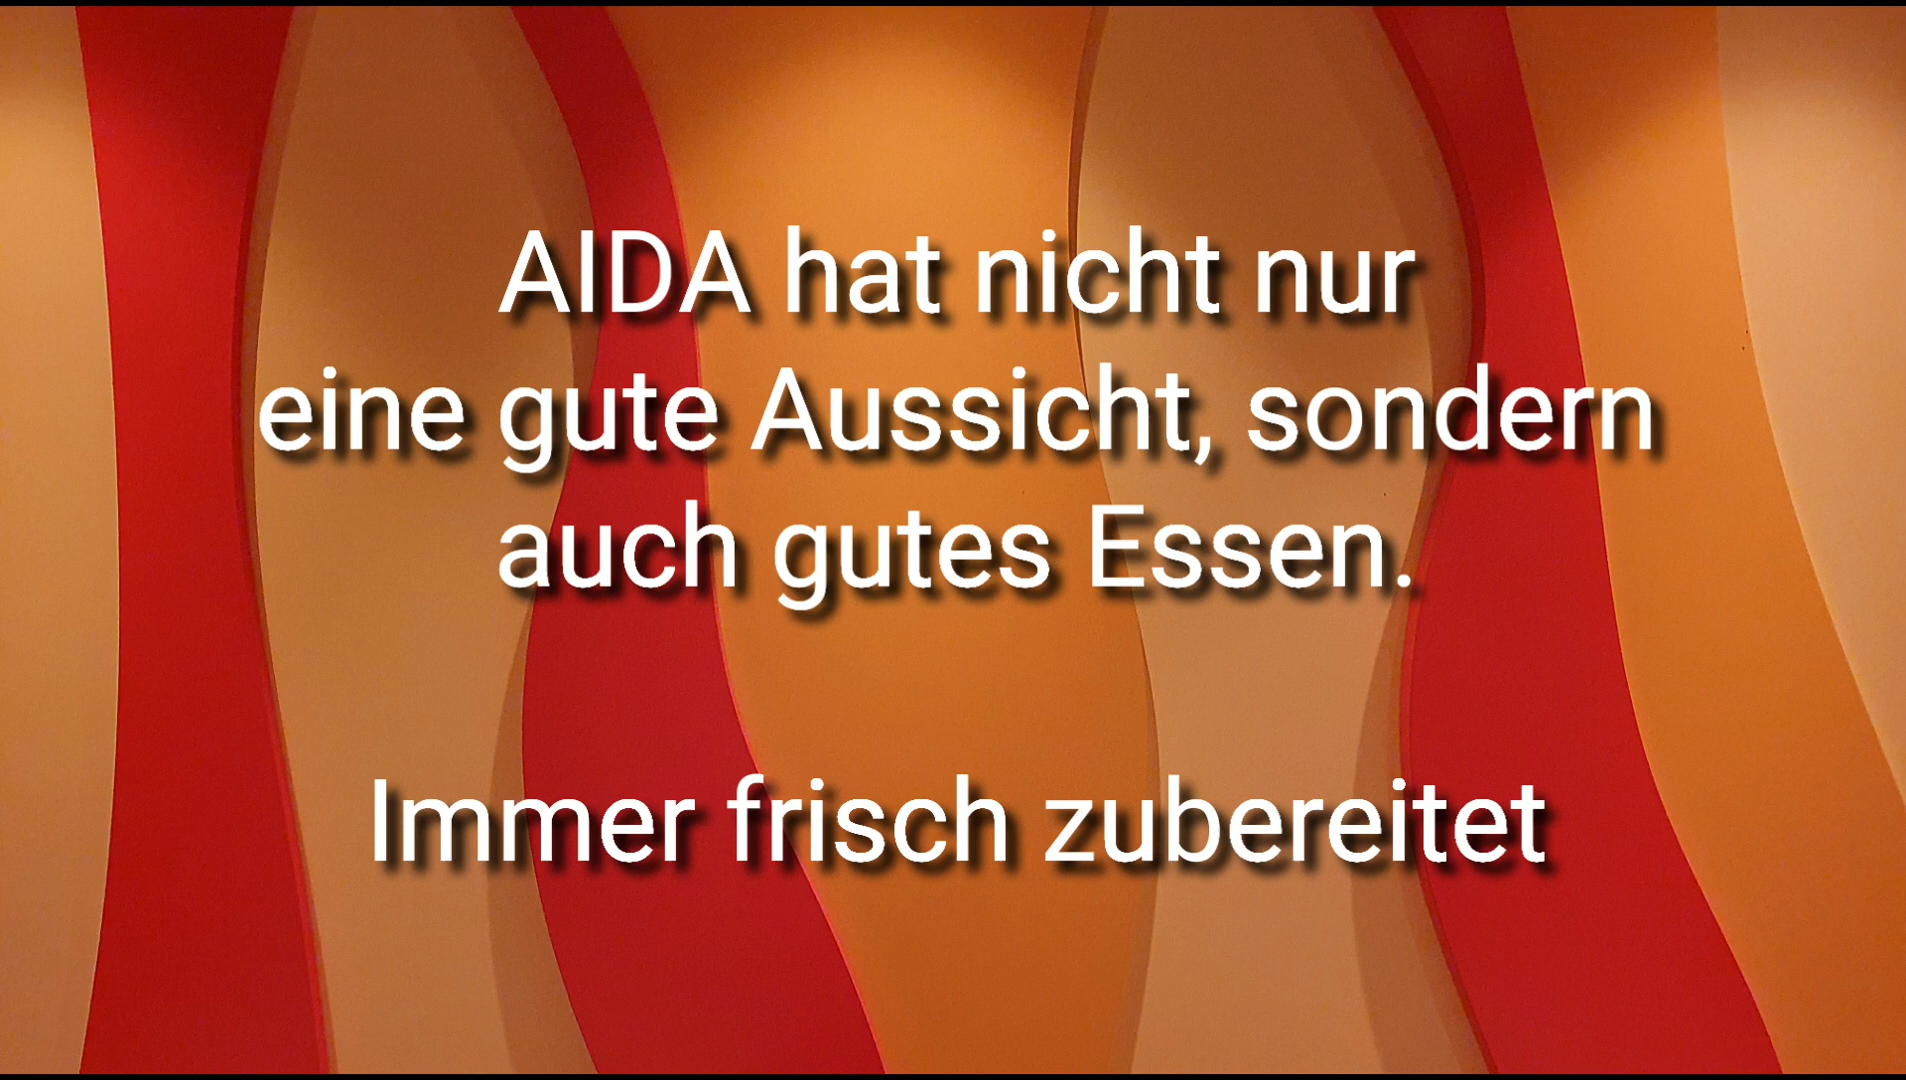 AIDA hat nicht nur
eine gute Aussicht, sondern
auch gutes Essen.
Immer frisch zubereitet